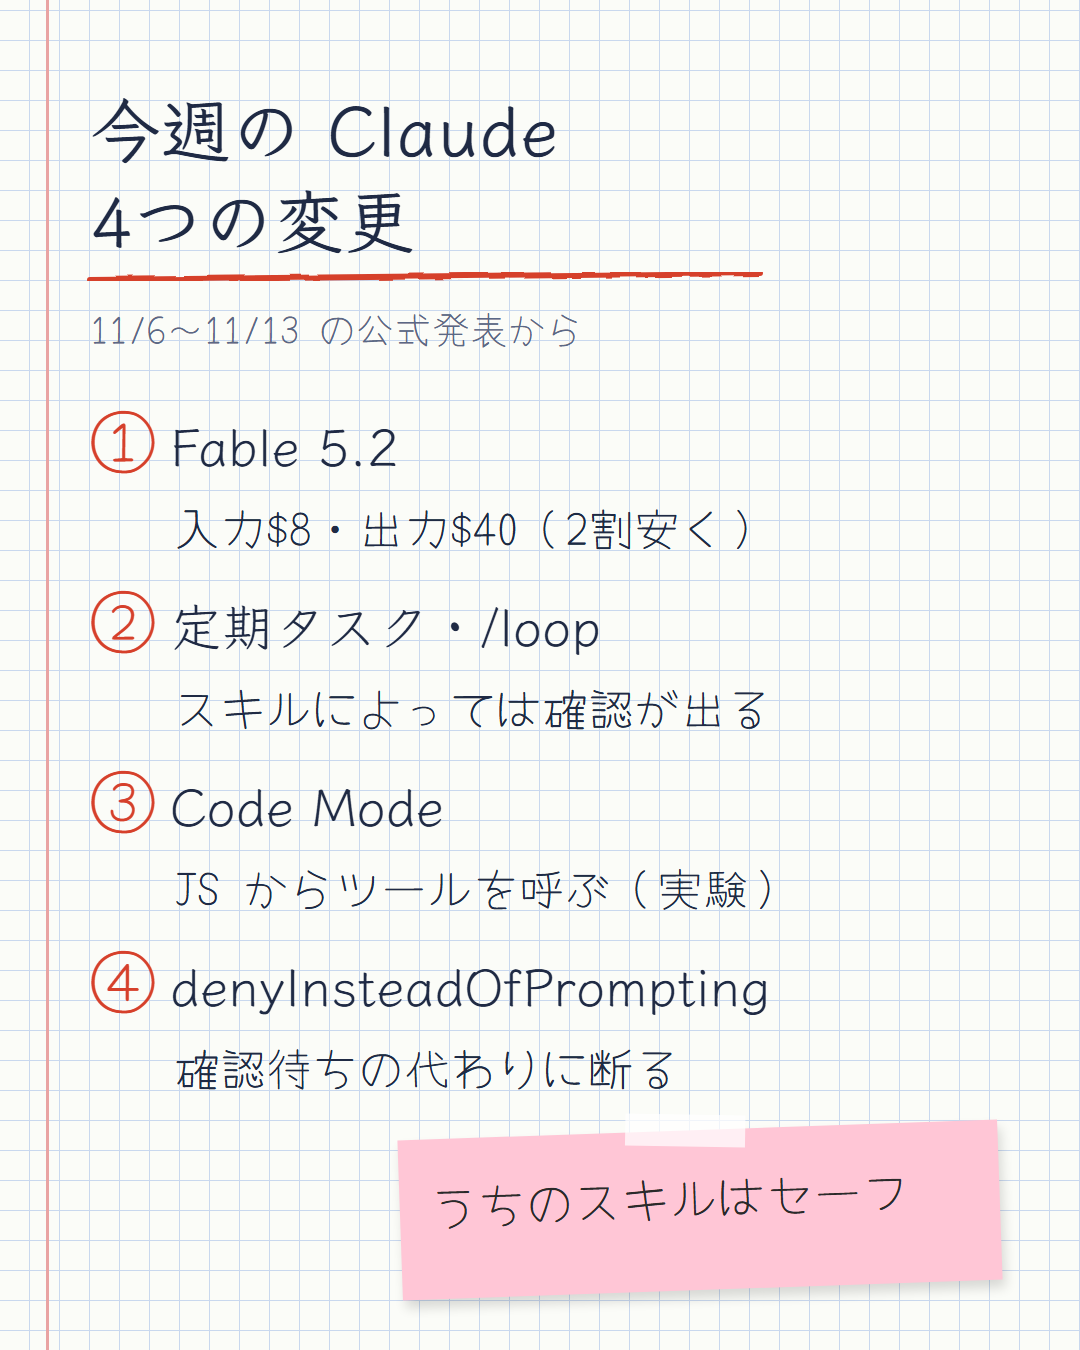 今週の Claude
4つの変更
11/6〜11/13 の公式発表から
① Fable 5.2
入力$8・出力$40（2割安く）
② 定期タスク・/loop
スキルによっては確認が出る
③ Code Mode
JS からツールを呼ぶ（実験）
④ denyInsteadOfPrompting
確認待ちの代わりに断る
うちのスキルはセーフ